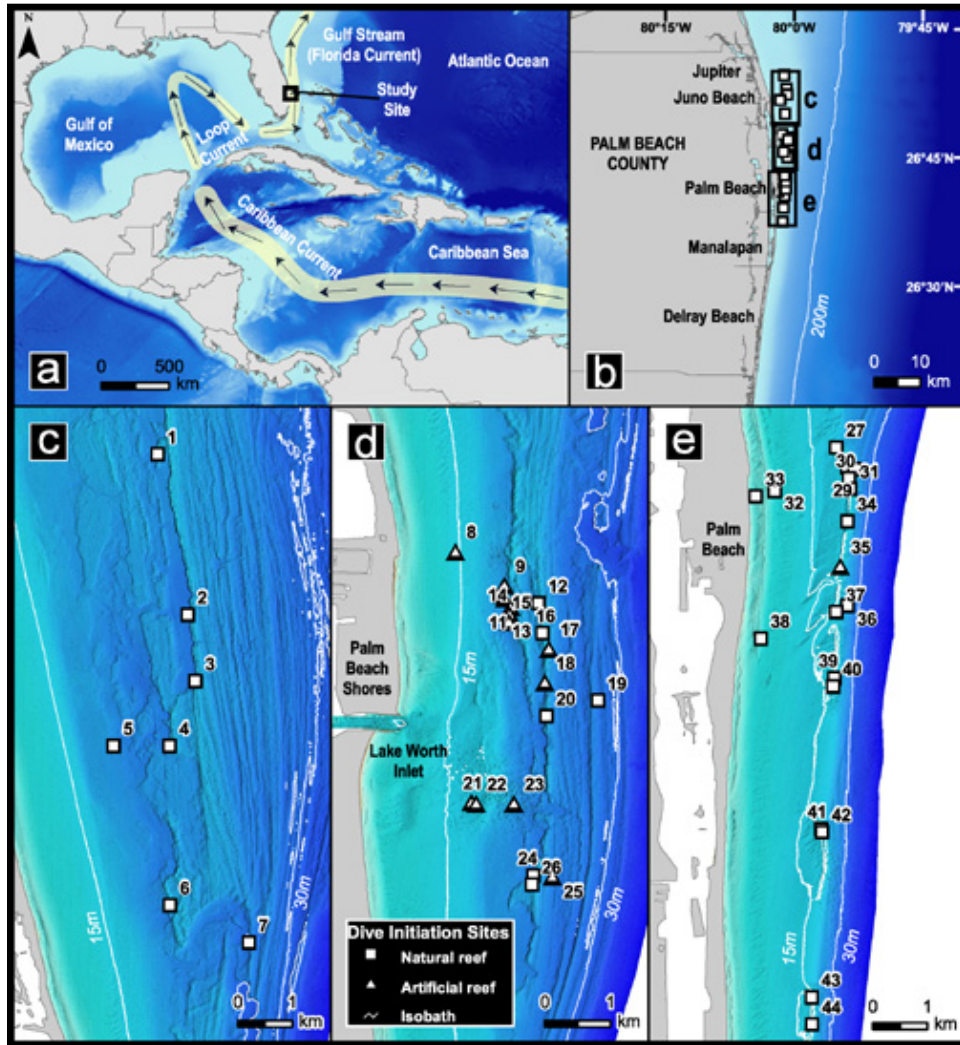 N
Gulf Stream
(Florida Current)
Atlantic Ocean
Study
Site
Gulf of
Mexico
Loop
Current
Caribbean Current
Caribbean Sea
a
0 500
km
80°15'W 80°0'W 79°45'W
Jupiter
Juno Beach
c
PALM BEACH
COUNTY
d
26°45'N
Palm Beach
e
Manalapan
26°30'N
Delray Beach
200m
b
0 10
km
c
1
2
3
5
4
6
7
15m
30m
0 1
km
d
8
9
12
14
15
16
11
13
17
18
19
20
15m
Palm
Beach
Shores
Lake Worth
Inlet
21 22 23
24
26
25
30m
Dive Initiation Sites
Natural reef
Artificial reef
Isobath
0 1
km
e
27
30
31
33
29
32
34
Palm
Beach
35
37
36
38
39
40
41 42
15m
30m
43
44
0 1
km